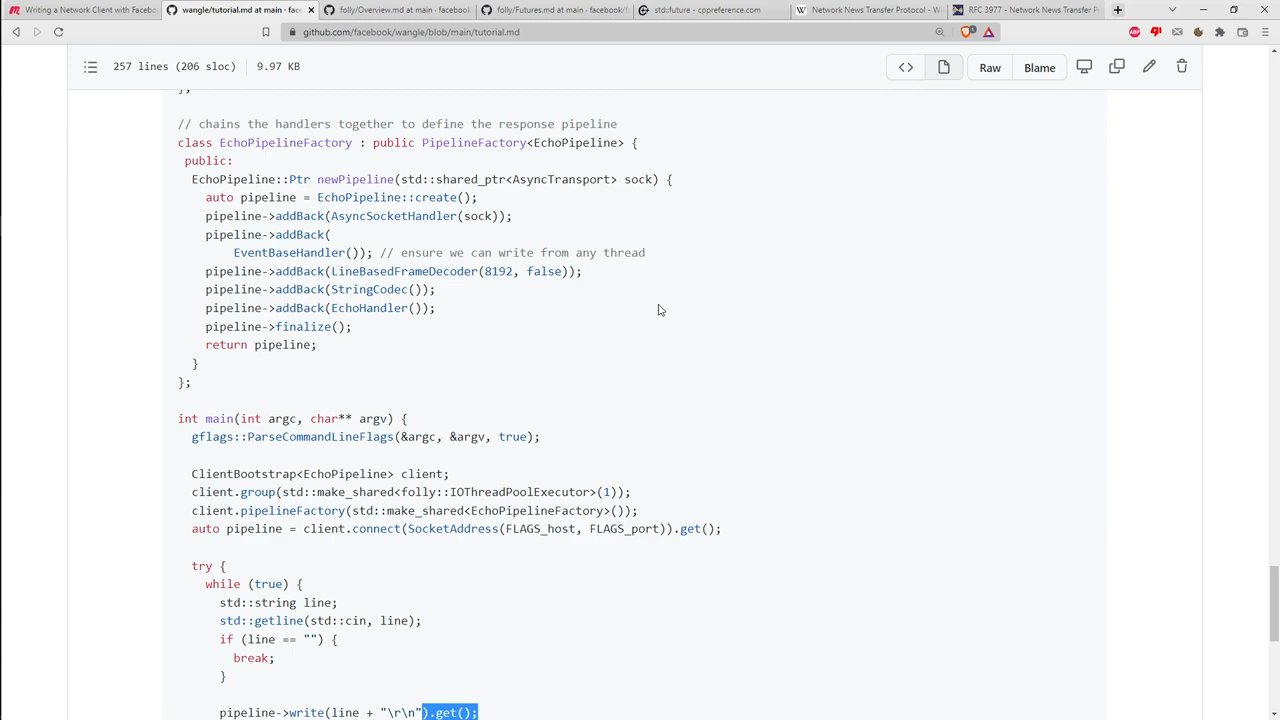 Writing a Network Client with Facebo
wangle/tutorial.md at main · face
folly/Overview.md at main · facebook
folly/Futures.md at main · facebook/f
std::future - cppreference.com
Network News Transfer Protocol - Wi
RFC 3977 - Network News Transfer P
github.com/facebook/wangle/blob/main/tutorial.md
257 lines (206 sloc) 9.97 KB
Raw
Blame
};
// chains the handlers together to define the response pipeline
class EchoPipelineFactory : public PipelineFactory<EchoPipeline> {
public:
EchoPipeline::Ptr newPipeline(std::shared_ptr<AsyncTransport> sock) {
auto pipeline = EchoPipeline::create();
pipeline->addBack(AsyncSocketHandler(sock));
pipeline->addBack(
EventBaseHandler()); // ensure we can write from any thread
pipeline->addBack(LineBasedFrameDecoder(8192, false));
pipeline->addBack(StringCodec());
pipeline->addBack(EchoHandler());
pipeline->finalize();
return pipeline;
}
};
int main(int argc, char** argv) {
gflags::ParseCommandLineFlags(&argc, &argv, true);
ClientBootstrap<EchoPipeline> client;
client.group(std::make_shared<folly::IOThreadPoolExecutor>(1));
client.pipelineFactory(std::make_shared<EchoPipelineFactory>());
auto pipeline = client.connect(SocketAddress(FLAGS_host, FLAGS_port)).get();
try {
while (true) {
std::string line;
std::getline(std::cin, line);
if (line == "") {
break;
}
pipeline->write(line + "\r\n").get();